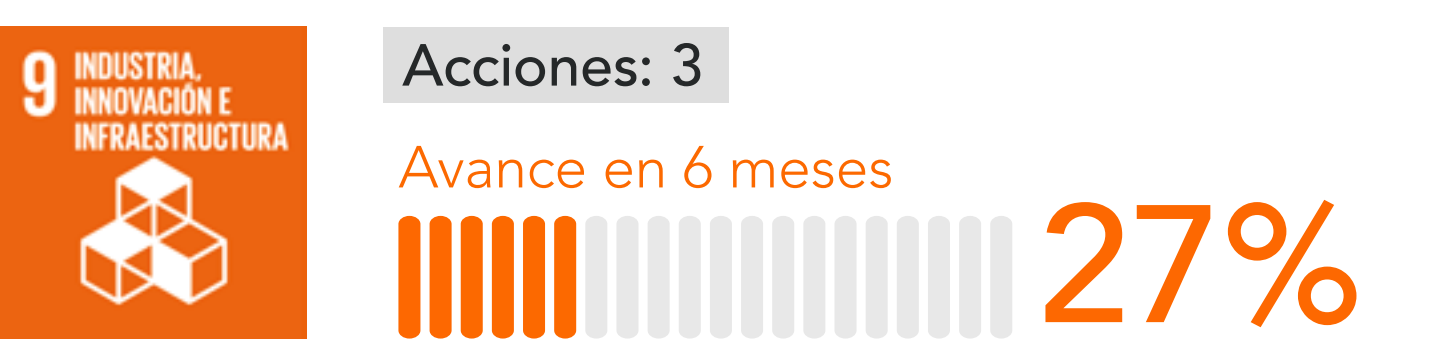 9
INDUSTRIA,
INNOVACIÓN E
INFRAESTRUCTURA
Acciones: 3
Avance en 6 meses
27%